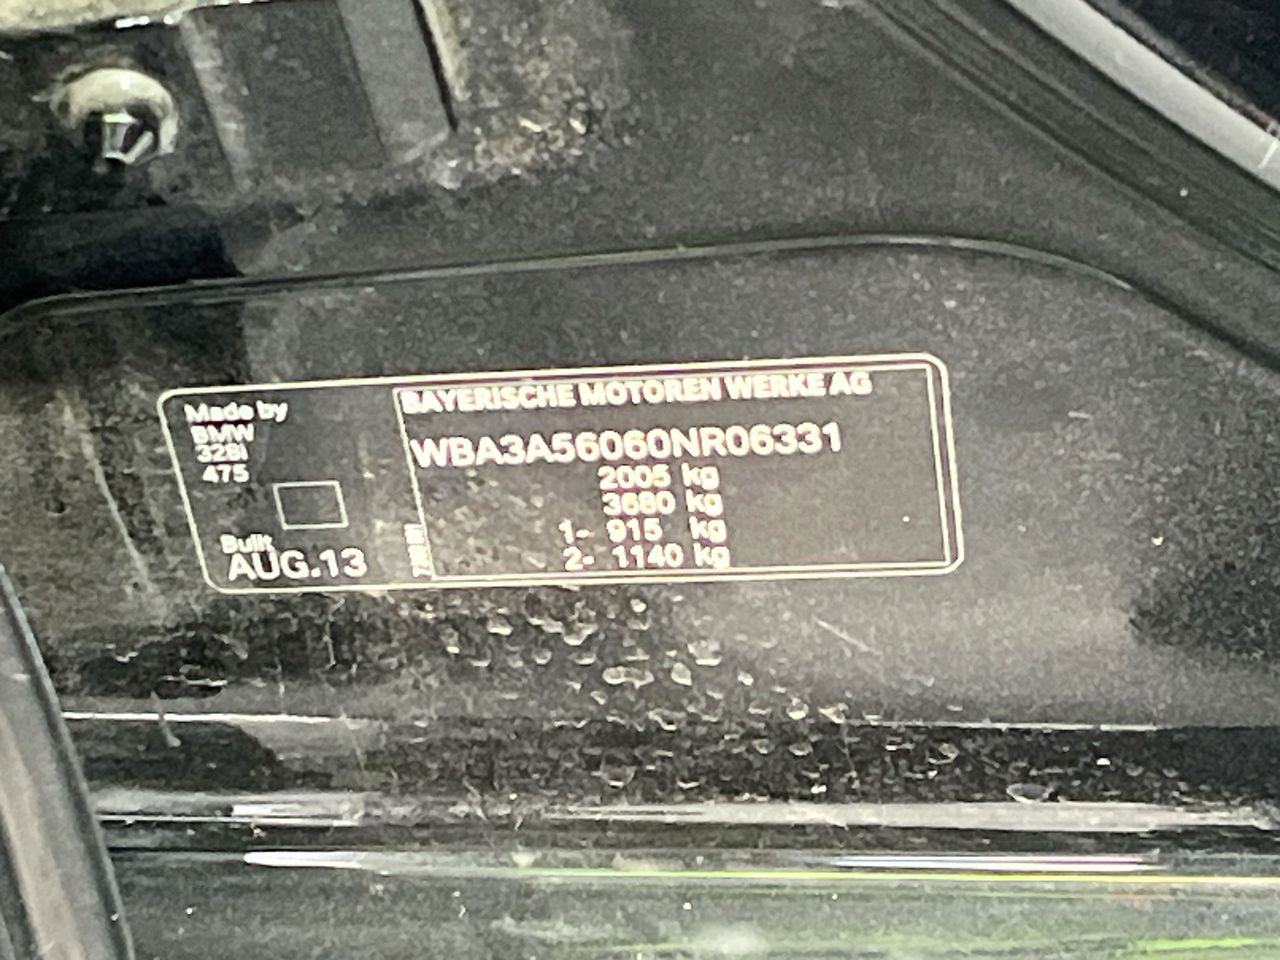 Made by
BMW
328i
475
Built
AUG.13
BAYERISCHE MOTOREN WERKE AG
WBA3A56060NR06331
2005 kg
3680 kg
1- 915 kg
2- 1140 kg